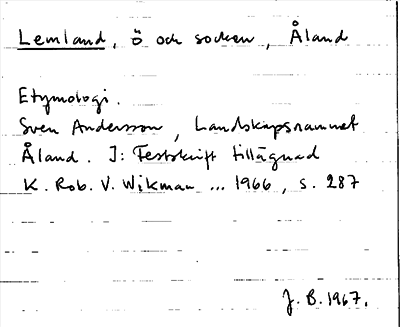 Lemland, ö och socken, Åland
Etymologi.
Sven Andersson, Landskapsnamnet
Åland. I: Festskrift tillägnad
K. Rob. V. Wikman ... 1966, s. 287
J. B. 1967.